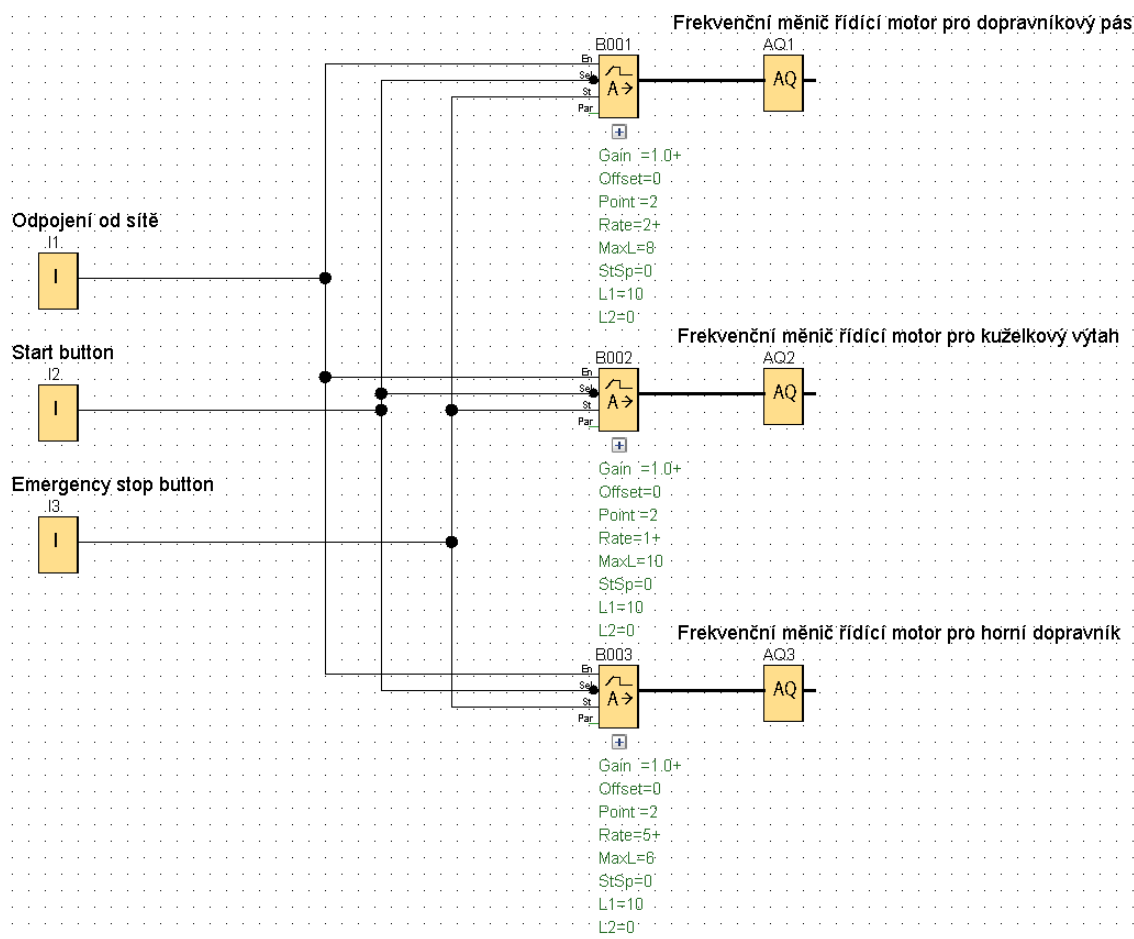 Frekvenční měnič řídící motor pro dopravníkový pás
B001
AQ1
En
Sel
St
Par
A→
AQ
+
Gain =1.0+
Offset=0
Point=2
Rate=2+
MaxL=8
StSp=0
L1=10
L2=0
Odpojení od sítě
I1
I
Start button
I2
I
Emergency stop button
I3
I
Frekvenční měnič řídící motor pro kuželkový výtah
B002
AQ2
En
Sel
St
Par
A→
AQ
+
Gain =1.0+
Offset=0
Point=2
Rate=1+
MaxL=10
StSp=0
L1=10
L2=0
Frekvenční měnič řídící motor pro horní dopravník
B003
AQ3
En
Sel
St
Par
A→
AQ
+
Gain =1.0+
Offset=0
Point=2
Rate=5+
MaxL=6
StSp=0
L1=10
L2=0